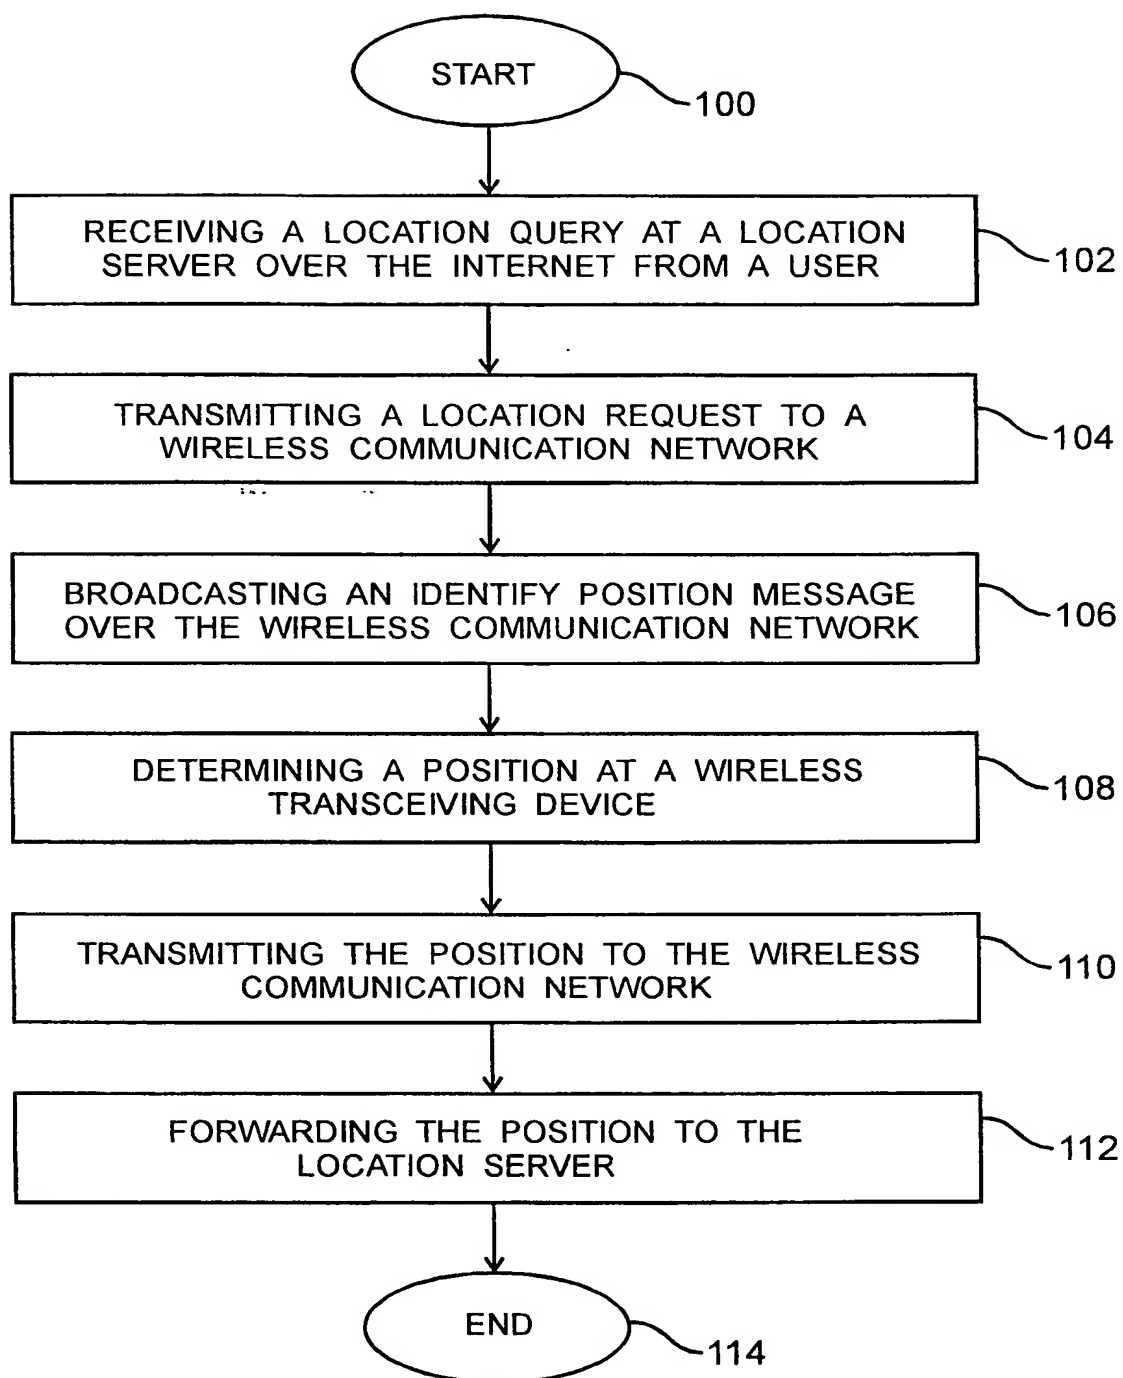 START
100
RECEIVING A LOCATION QUERY AT A LOCATION
SERVER OVER THE INTERNET FROM A USER
102
TRANSMITTING A LOCATION REQUEST TO A
WIRELESS COMMUNICATION NETWORK
104
BROADCASTING AN IDENTIFY POSITION MESSAGE
OVER THE WIRELESS COMMUNICATION NETWORK
106
DETERMINING A POSITION AT A WIRELESS
TRANSCEIVING DEVICE
108
TRANSMITTING THE POSITION TO THE WIRELESS
COMMUNICATION NETWORK
110
FORWARDING THE POSITION TO THE
LOCATION SERVER
112
END
114